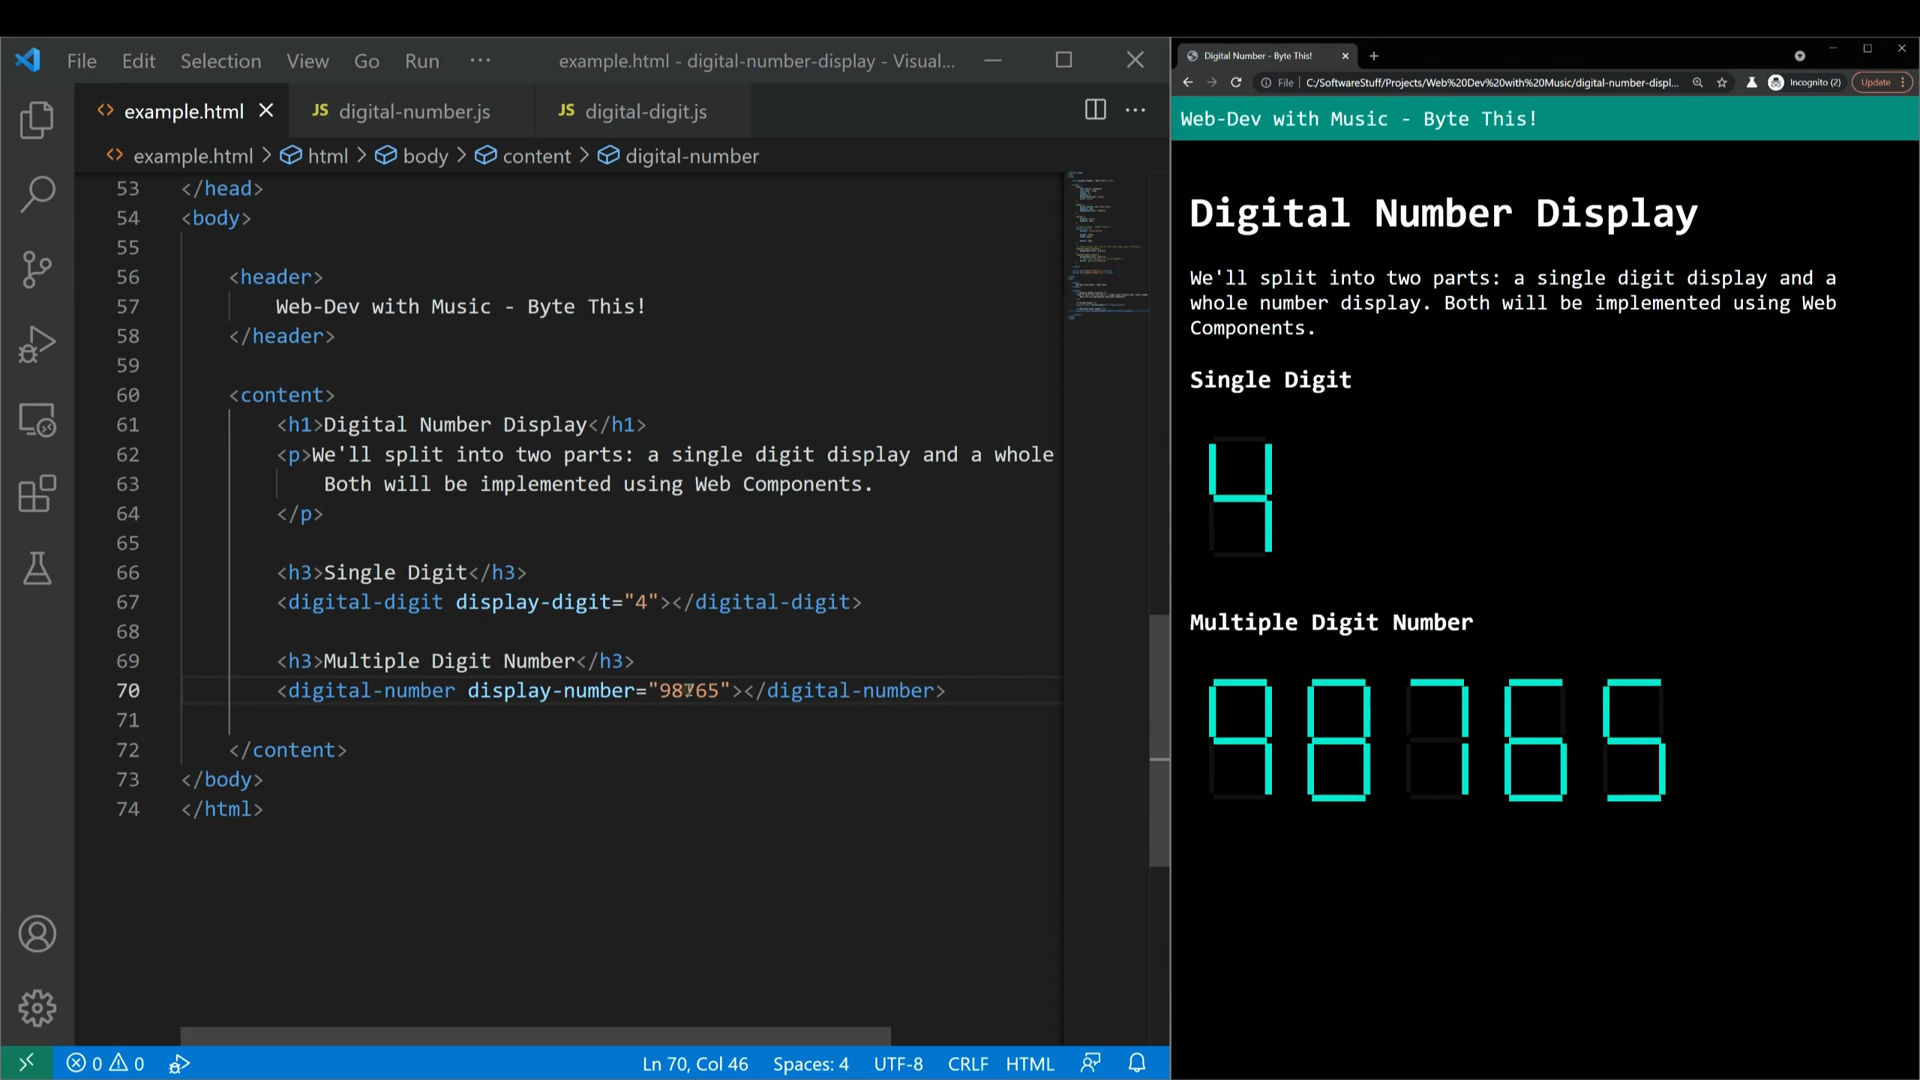 File Edit Selection View Go Run ··· example.html - digital-number-display - Visual...
example.html JS digital-number.js JS digital-digit.js ···
example.html > html > body > content > digital-number
53 </head>
54 <body>
55
56 <header>
57 Web-Dev with Music - Byte This!
58 </header>
59
60 <content>
61 <h1>Digital Number Display</h1>
62 <p>We'll split into two parts: a single digit display and a whole
63 Both will be implemented using Web Components.
64 </p>
65
66 <h3>Single Digit</h3>
67 <digital-digit display-digit="4"></digital-digit>
68
69 <h3>Multiple Digit Number</h3>
70 <digital-number display-number="98765"></digital-number>
71
72 </content>
73 </body>
74 </html>
0 0 Ln 70, Col 46 Spaces: 4 UTF-8 CRLF HTML
Digital Number - Byte This!
File C:/SoftwareStuff/Projects/Web%20Dev%20with%20Music/digital-number-displ... Incognito (2) Update
Web-Dev with Music - Byte This!
Digital Number Display
We'll split into two parts: a single digit display and a
whole number display. Both will be implemented using Web
Components.
Single Digit
4
Multiple Digit Number
98765